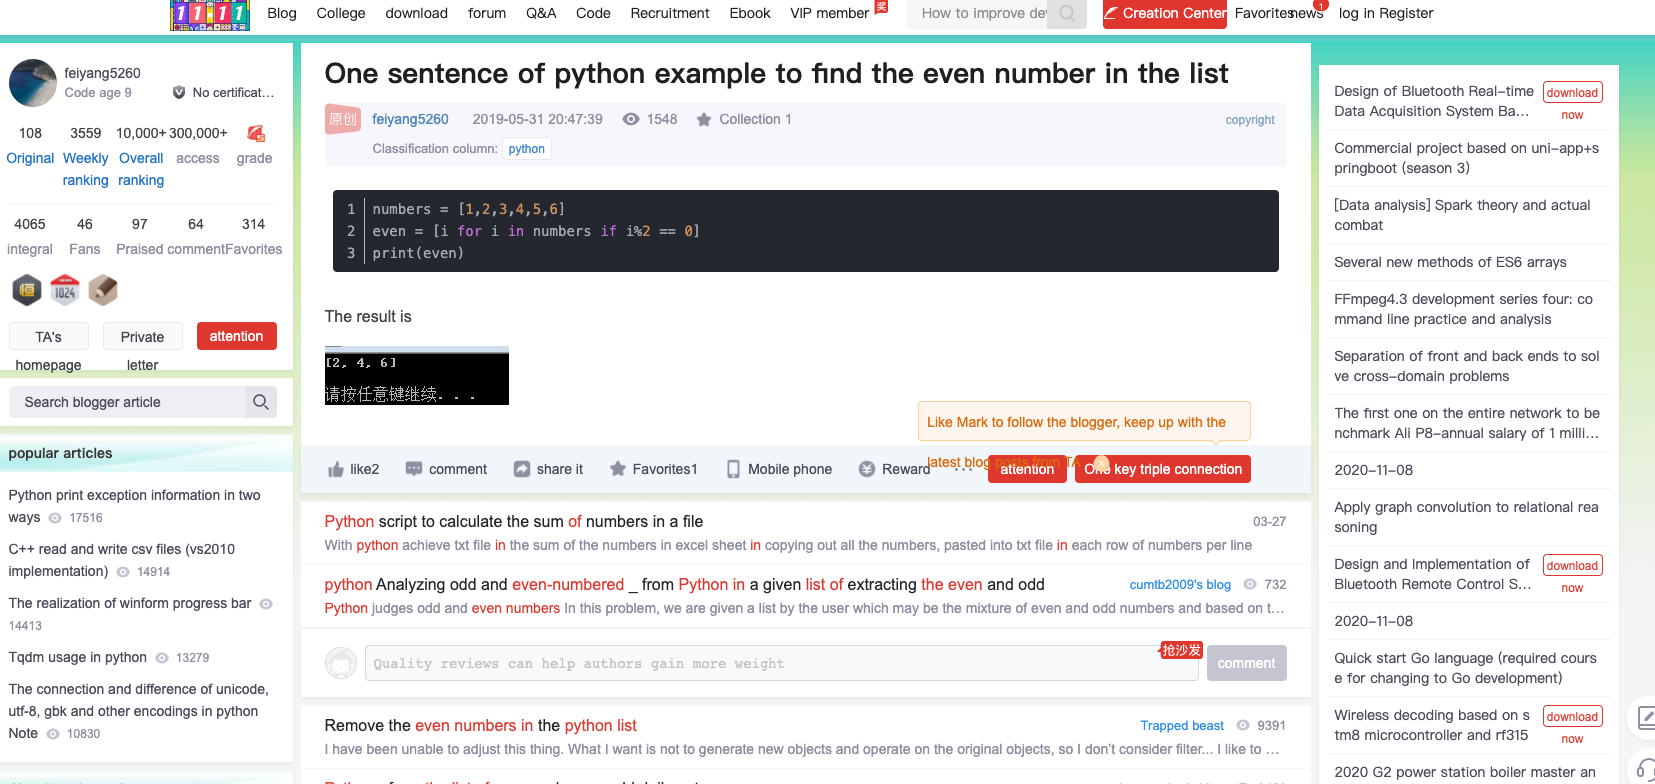 1111
Blog College download forum Q&A Code Recruitment Ebook VIP member 奖 How to improve de Creation Center Favorites news 1 log in Register
feiyang5260
Code age 9 No certificat...
108 3559 10,000+ 300,000+
Original Weekly ranking Overall ranking access grade
4065 46 97 64 314
integral Fans Praised comment Favorites
1024
TA's homepage Private letter attention
Search blogger article
popular articles
Python print exception information in two
ways 17516
C++ read and write csv files (vs2010
implementation) 14914
The realization of winform progress bar
14413
Tqdm usage in python 13279
The connection and difference of unicode,
utf-8, gbk and other encodings in python
Note 10830
One sentence of python example to find the even number in the list
原创 feiyang5260 2019-05-31 20:47:39 1548 Collection 1 copyright
Classification column: python
1 numbers = [1,2,3,4,5,6]
2 even = [i for i in numbers if i%2 == 0]
3 print(even)
The result is
[2, 4, 6]
请按任意键继续. . .
Like Mark to follow the blogger, keep up with the
latest blog posts from TA
like2 comment share it Favorites1 Mobile phone Reward ... attention One key triple connection
Python script to calculate the sum of numbers in a file 03-27
With python achieve txt file in the sum of the numbers in excel sheet in copying out all the numbers, pasted into txt file in each row of numbers per line
python Analyzing odd and even-numbered _ from Python in a given list of extracting the even and odd cumtb2009's blog 732
Python judges odd and even numbers In this problem, we are given a list by the user which may be the mixture of even and odd numbers and based on t...
Quality reviews can help authors gain more weight 抢沙发 comment
Remove the even numbers in the python list Trapped beast 9391
I have been unable to adjust this thing. What I want is not to generate new objects and operate on the original objects, so I don't consider filter... I like to ...
Design of Bluetooth Real-time download
Data Acquisition System Ba... now
Commercial project based on uni-app+s
pringboot (season 3)
[Data analysis] Spark theory and actual
combat
Several new methods of ES6 arrays
FFmpeg4.3 development series four: co
mmand line practice and analysis
Separation of front and back ends to sol
ve cross-domain problems
The first one on the entire network to be
nchmark Ali P8-annual salary of 1 milli...
2020-11-08
Apply graph convolution to relational rea
soning
Design and Implementation of download
Bluetooth Remote Control S... now
2020-11-08
Quick start Go language (required cours
e for changing to Go development)
Wireless decoding based on s download
tm8 microcontroller and rf315 now
2020 G2 power station boiler master an